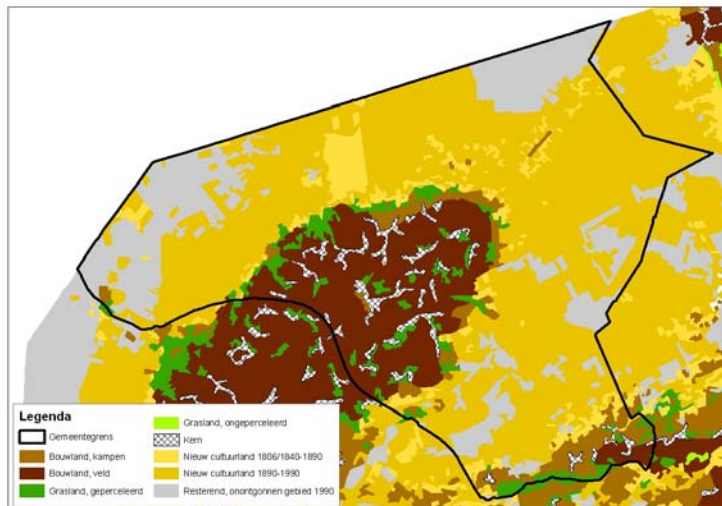 Legenda
Gemeentegrens
Bouwland, kampen
Bouwland, veld
Grasland, geperceleerd
Grasland, ongeperceleerd
Kern
Nieuw cultuurland 1806/1840-1890
Nieuw cultuurland 1890-1990
Resterend, onontgonnen gebied 1990